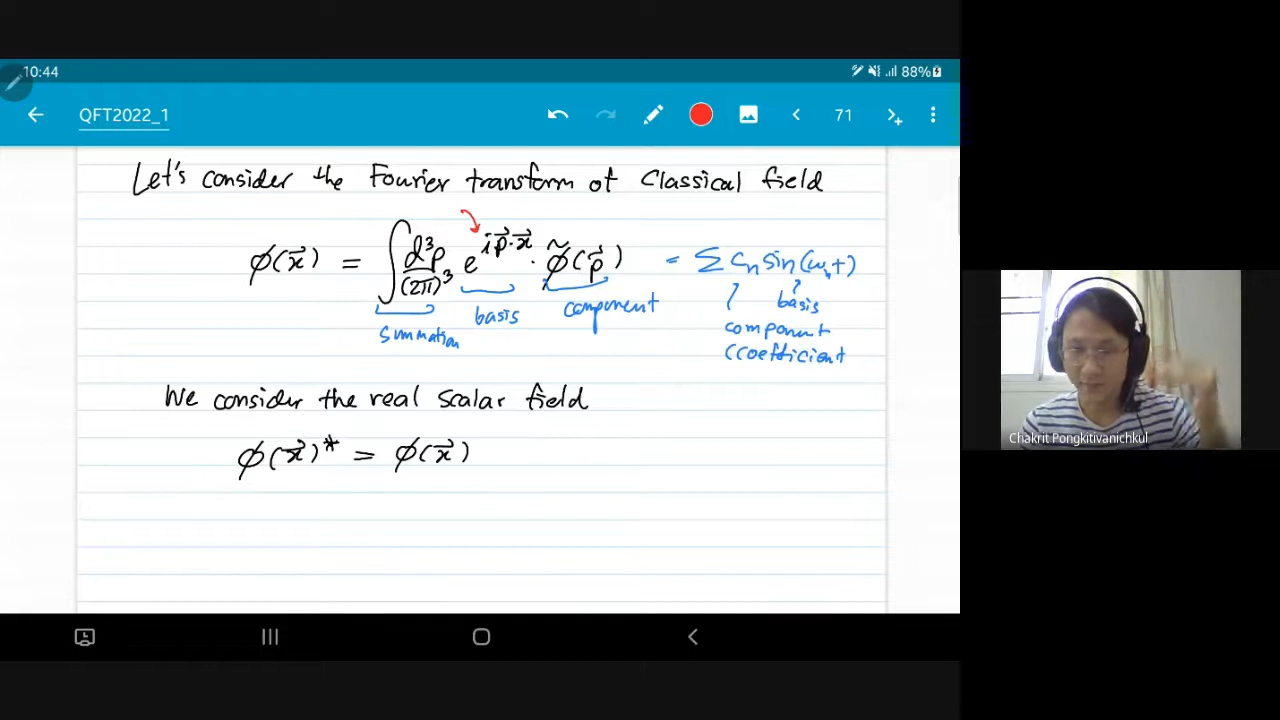 10:44
88%
QFT2022_1
71
Let's consider the Fourier transform of Classical field
ϕ(x⃗) = ∫ d³p/(2π)³ e^{ip⃗·x⃗} · ϕ̃(p⃗) = Σ Cₙ sin(ωₙt)
summation basis component
component basis
(coefficient
We consider the real scalar field
ϕ(x⃗)* = ϕ(x⃗)
Chakrit Pongkitivanichkul